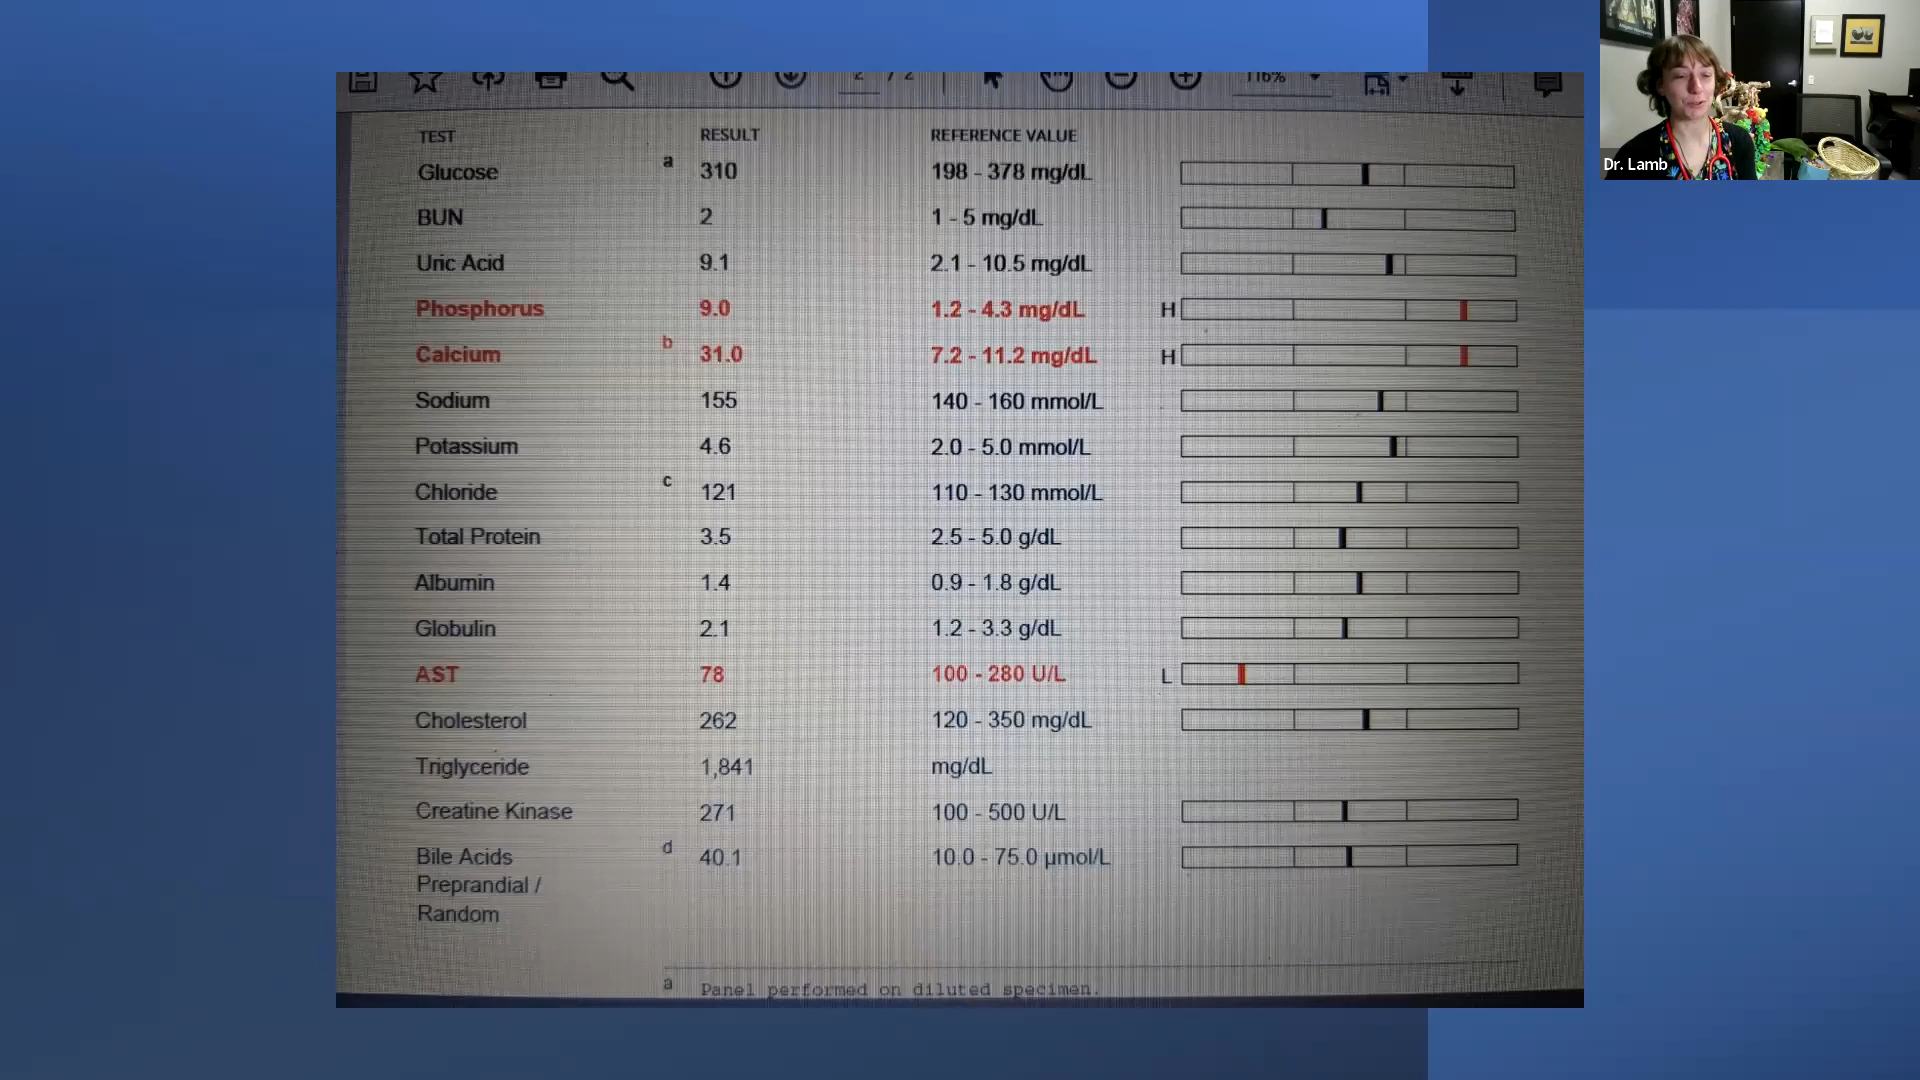 2 / 2 116%
TEST RESULT REFERENCE VALUE
Glucose a 310 198 - 378 mg/dL
BUN 2 1 - 5 mg/dL
Uric Acid 9.1 2.1 - 10.5 mg/dL
Phosphorus 9.0 1.2 - 4.3 mg/dL H
Calcium b 31.0 7.2 - 11.2 mg/dL H
Sodium 155 140 - 160 mmol/L
Potassium 4.6 2.0 - 5.0 mmol/L
Chloride c 121 110 - 130 mmol/L
Total Protein 3.5 2.5 - 5.0 g/dL
Albumin 1.4 0.9 - 1.8 g/dL
Globulin 2.1 1.2 - 3.3 g/dL
AST 78 100 - 280 U/L L
Cholesterol 262 120 - 350 mg/dL
Triglyceride 1,841 mg/dL
Creatine Kinase 271 100 - 500 U/L
Bile Acids d 40.1 10.0 - 75.0 µmol/L
Preprandial /
Random
a Panel performed on diluted specimen.
Dr. Lamb